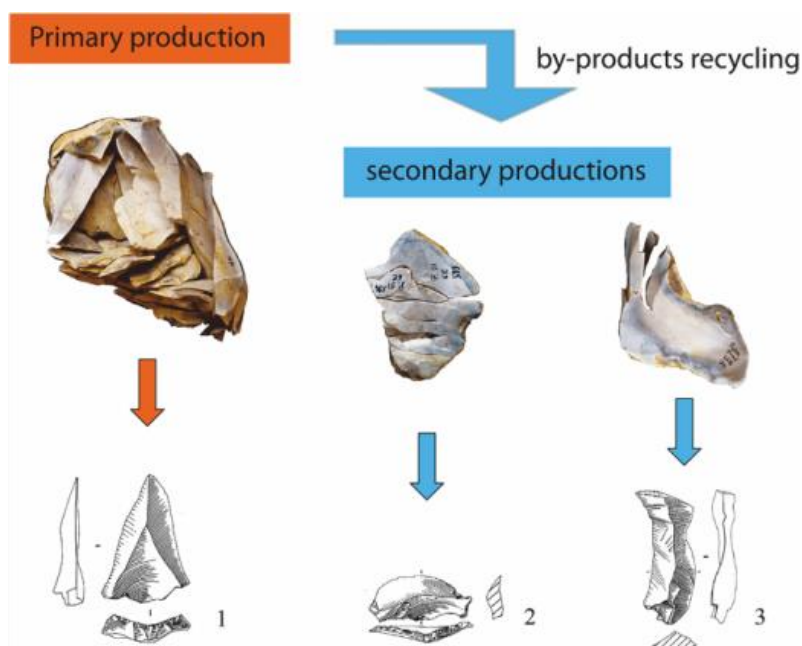 Primary production
by-products recycling
secondary productions
1
2
3